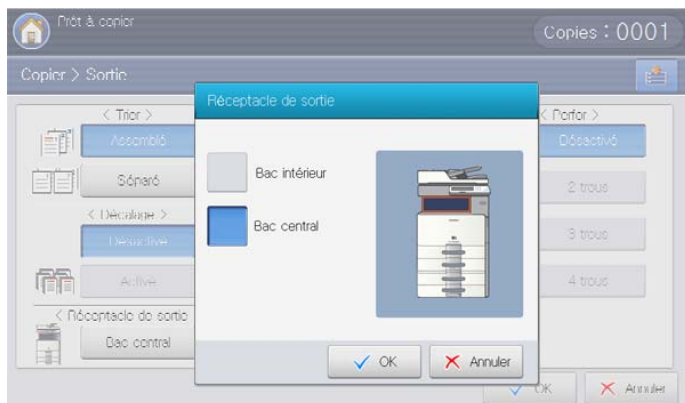 Prêt à copier
Copies : 0001
Copier > Sortie
< Trier >
Assemblé
Séparé
< Décalage >
Désactivé
Activé
< Réceptacle de sortie
Bac central
Réceptacle de sortie
Bac intérieur
Bac central
OK
Annuler
< Perfor >
Désactivé
2 trous
3 trous
4 trous
OK
Annuler